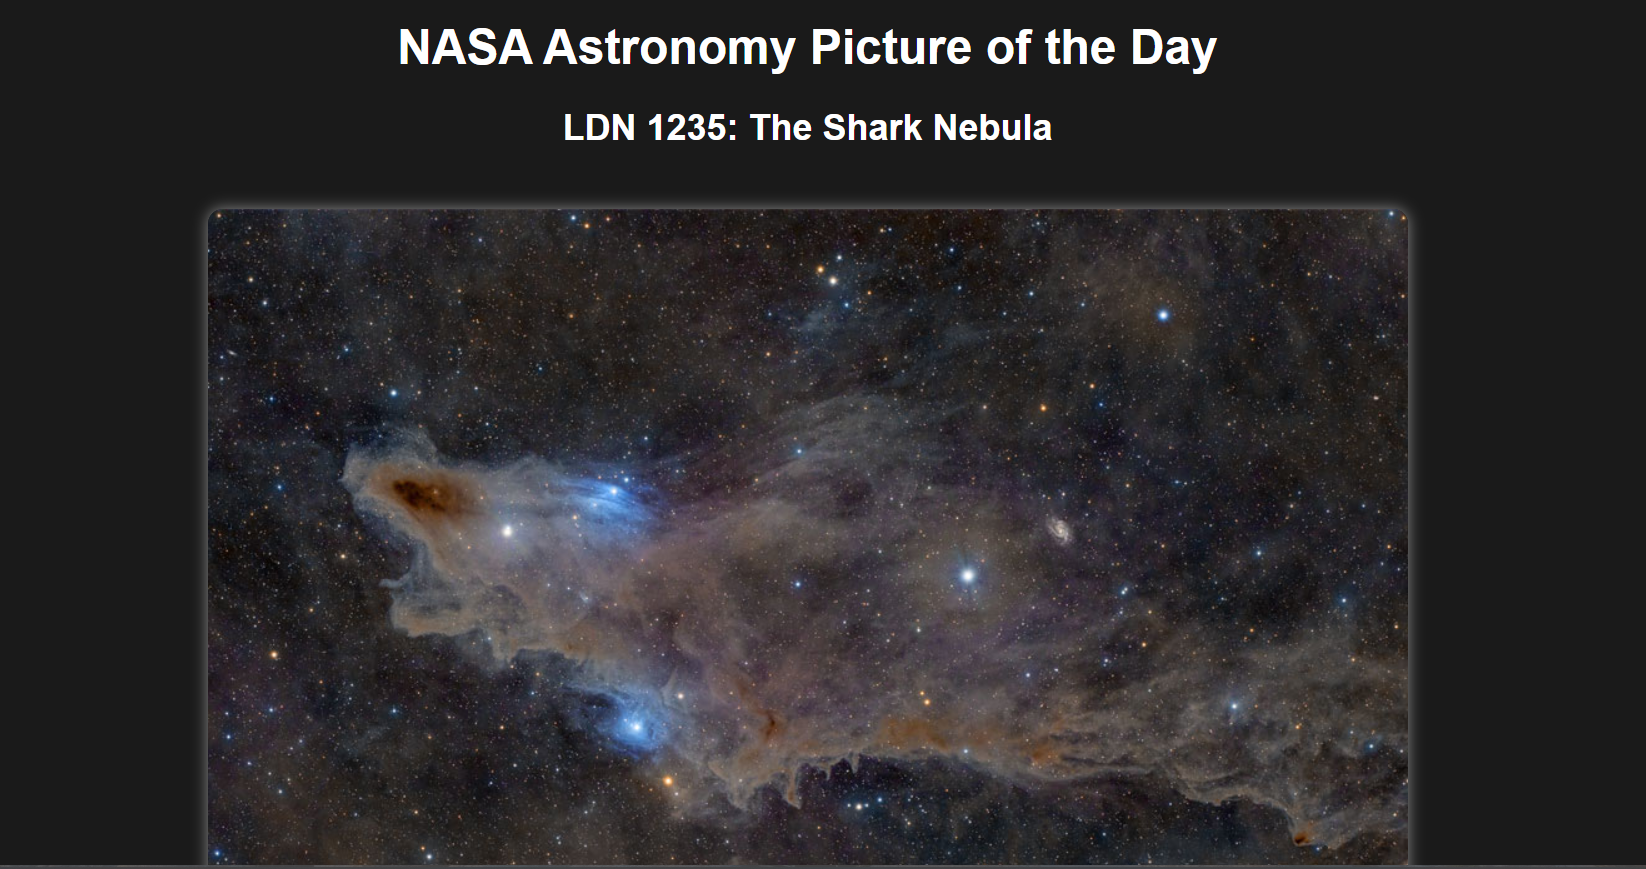 NASA Astronomy Picture of the Day
LDN 1235: The Shark Nebula